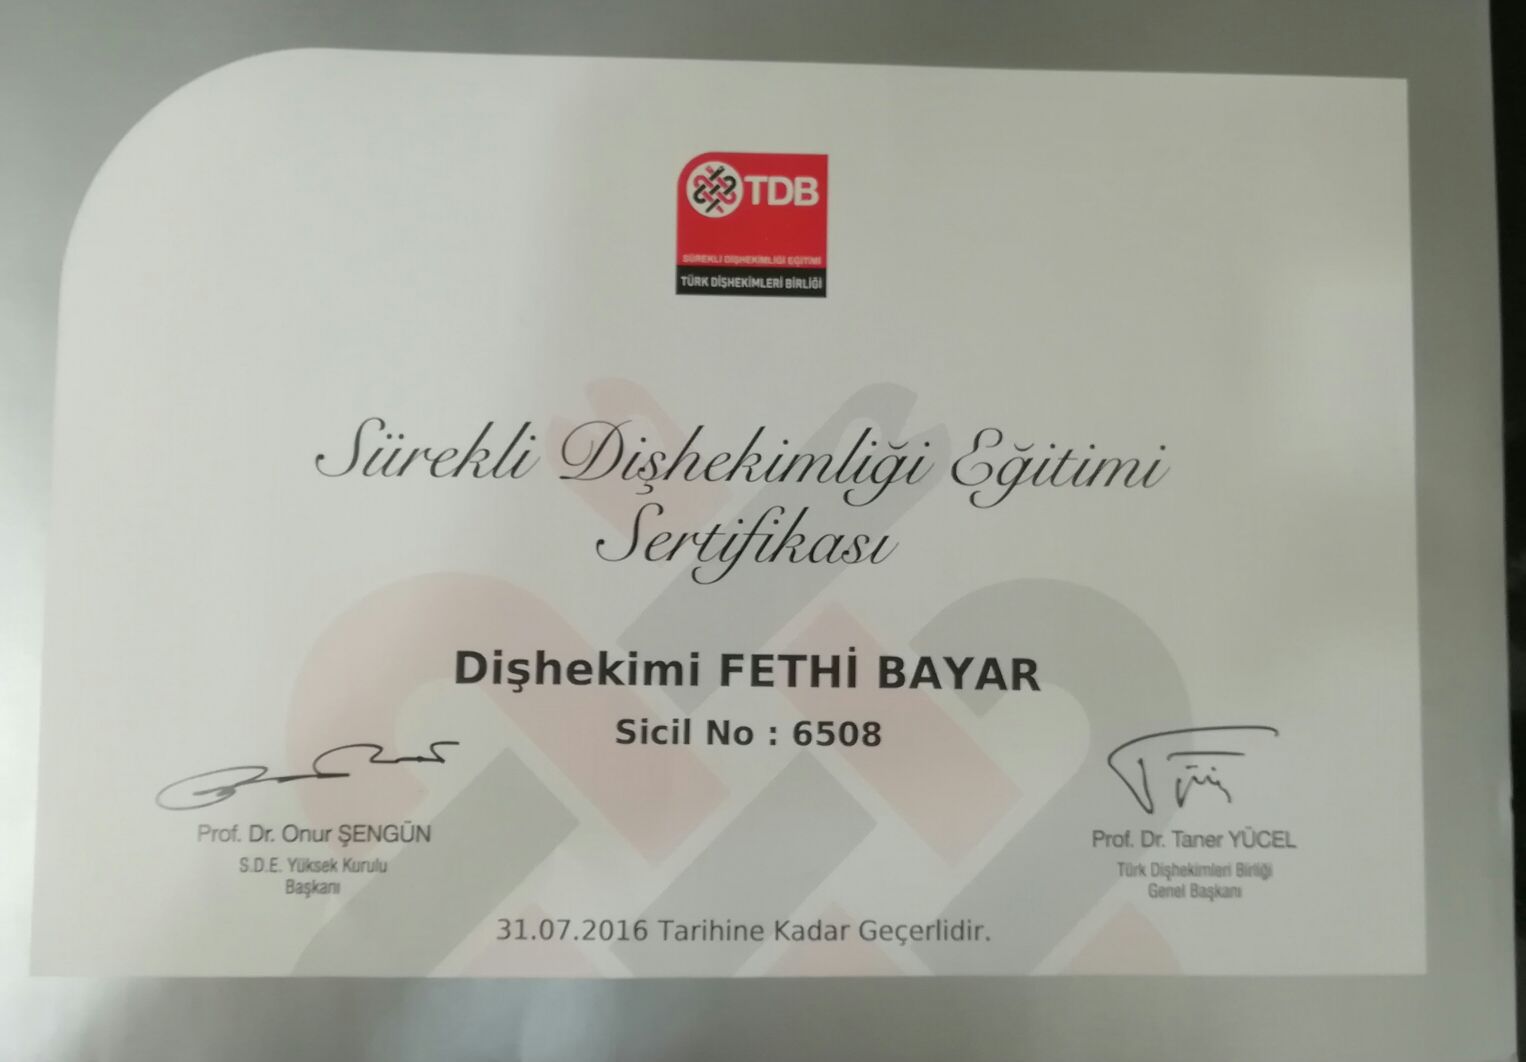 TDB
SÜREKLİ DİŞHEKİMLİĞİ EĞİTİMİ
TÜRK DİŞHEKİMLERİ BİRLİĞİ
Sürekli Dişhekimliği Eğitimi
Sertifikası
Dişhekimi FETHİ BAYAR
Sicil No : 6508
Prof. Dr. Onur ŞENGÜN
S.D.E. Yüksek Kurulu
Başkanı
Prof. Dr. Taner YÜCEL
Türk Dişhekimleri Birliği
Genel Başkanı
31.07.2016 Tarihine Kadar Geçerlidir.